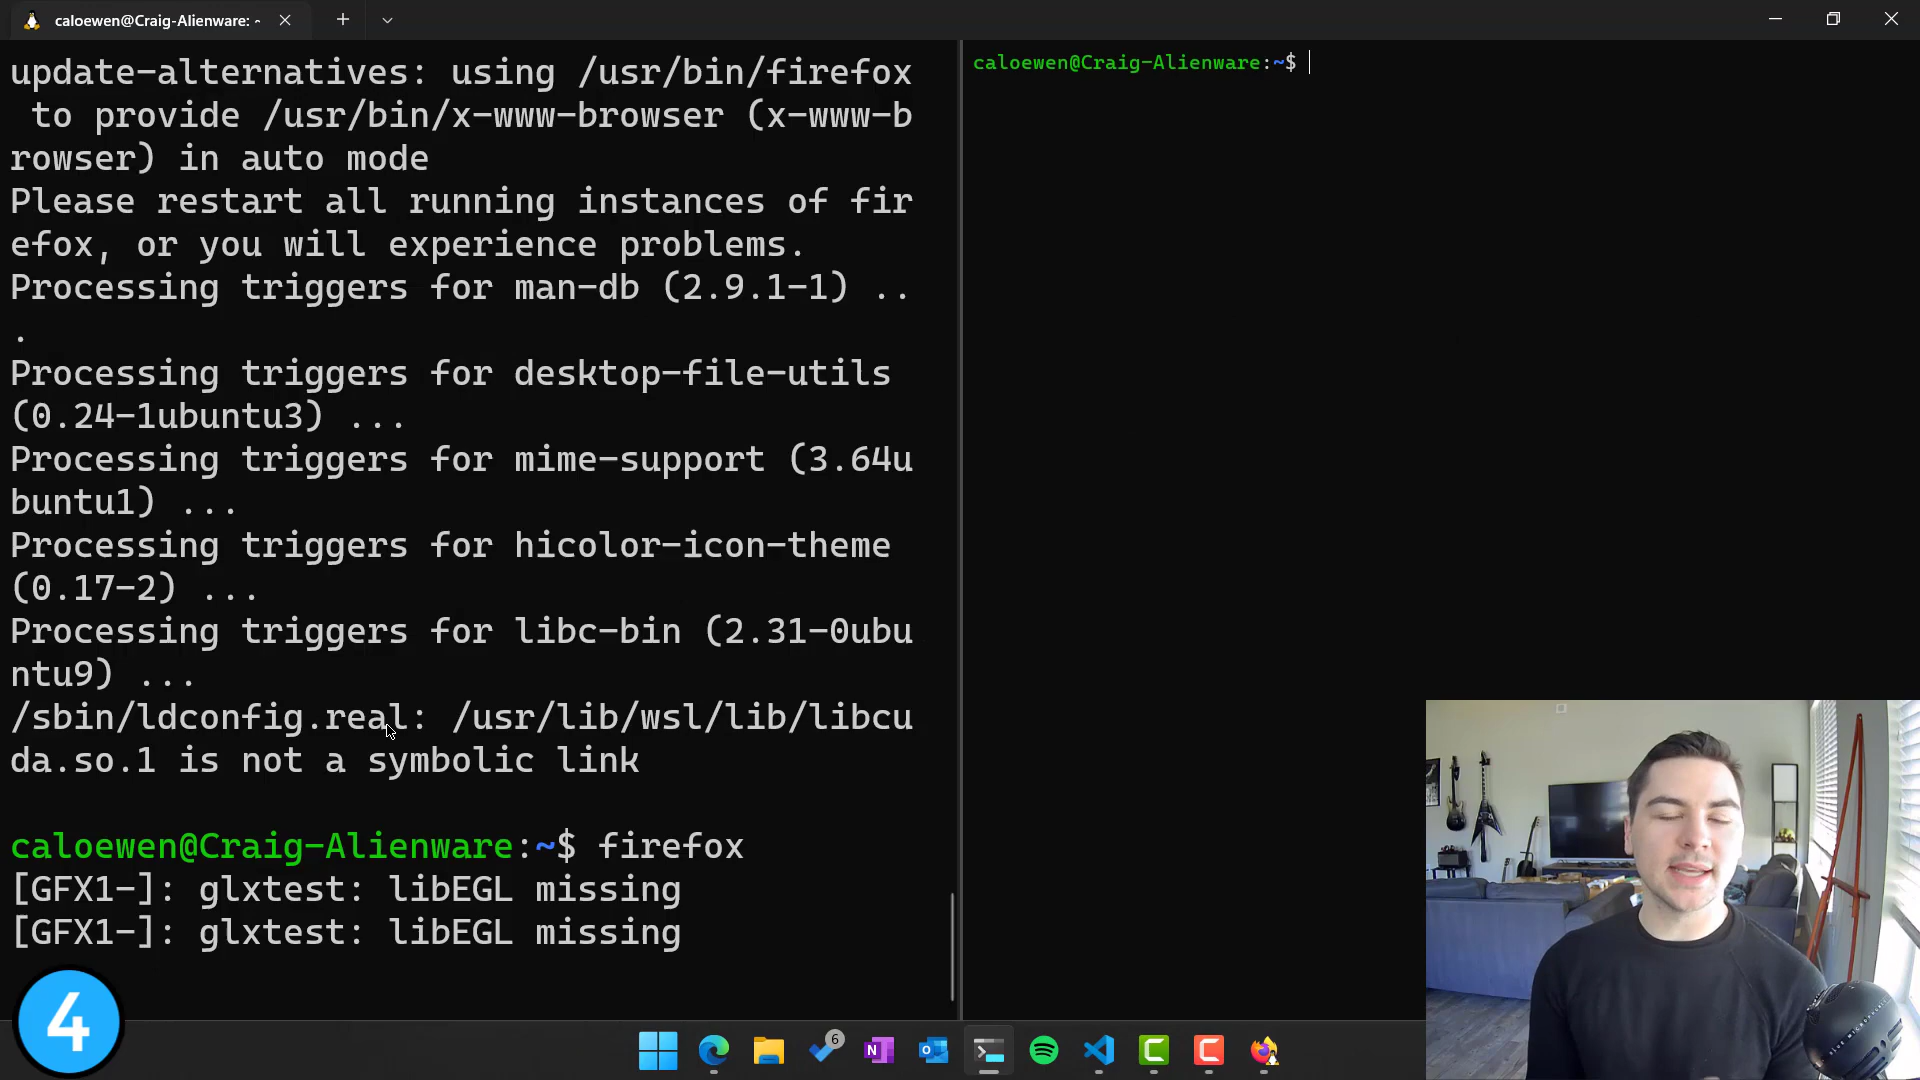 caloewen@Craig-Alienware: ~
update-alternatives: using /usr/bin/firefox
to provide /usr/bin/x-www-browser (x-www-b
rowser) in auto mode
Please restart all running instances of fir
efox, or you will experience problems.
Processing triggers for man-db (2.9.1-1) ..
.
Processing triggers for desktop-file-utils
(0.24-1ubuntu3) ...
Processing triggers for mime-support (3.64u
buntu1) ...
Processing triggers for hicolor-icon-theme
(0.17-2) ...
Processing triggers for libc-bin (2.31-0ubu
ntu9) ...
/sbin/ldconfig.real: /usr/lib/wsl/lib/libcu
da.so.1 is not a symbolic link
caloewen@Craig-Alienware:~$ firefox
[GFX1-]: glxtest: libEGL missing
[GFX1-]: glxtest: libEGL missing
caloewen@Craig-Alienware:~$
4
6